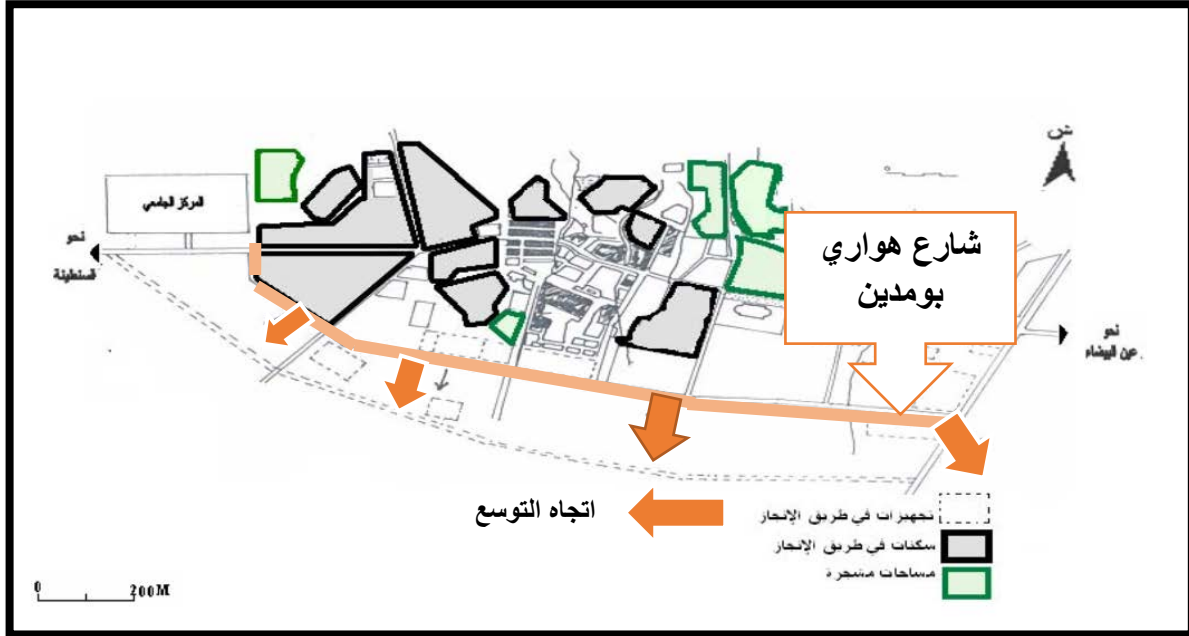 ش
المركز الجامعي
نحو
قسنطينة
شارع هواري
بومدين
نحو
عين البيضاء
اتجاه التوسع
تجهيزات في طريق الإنجاز
سكنات في طريق الإنجاز
مساحات مشجرة
0 200M